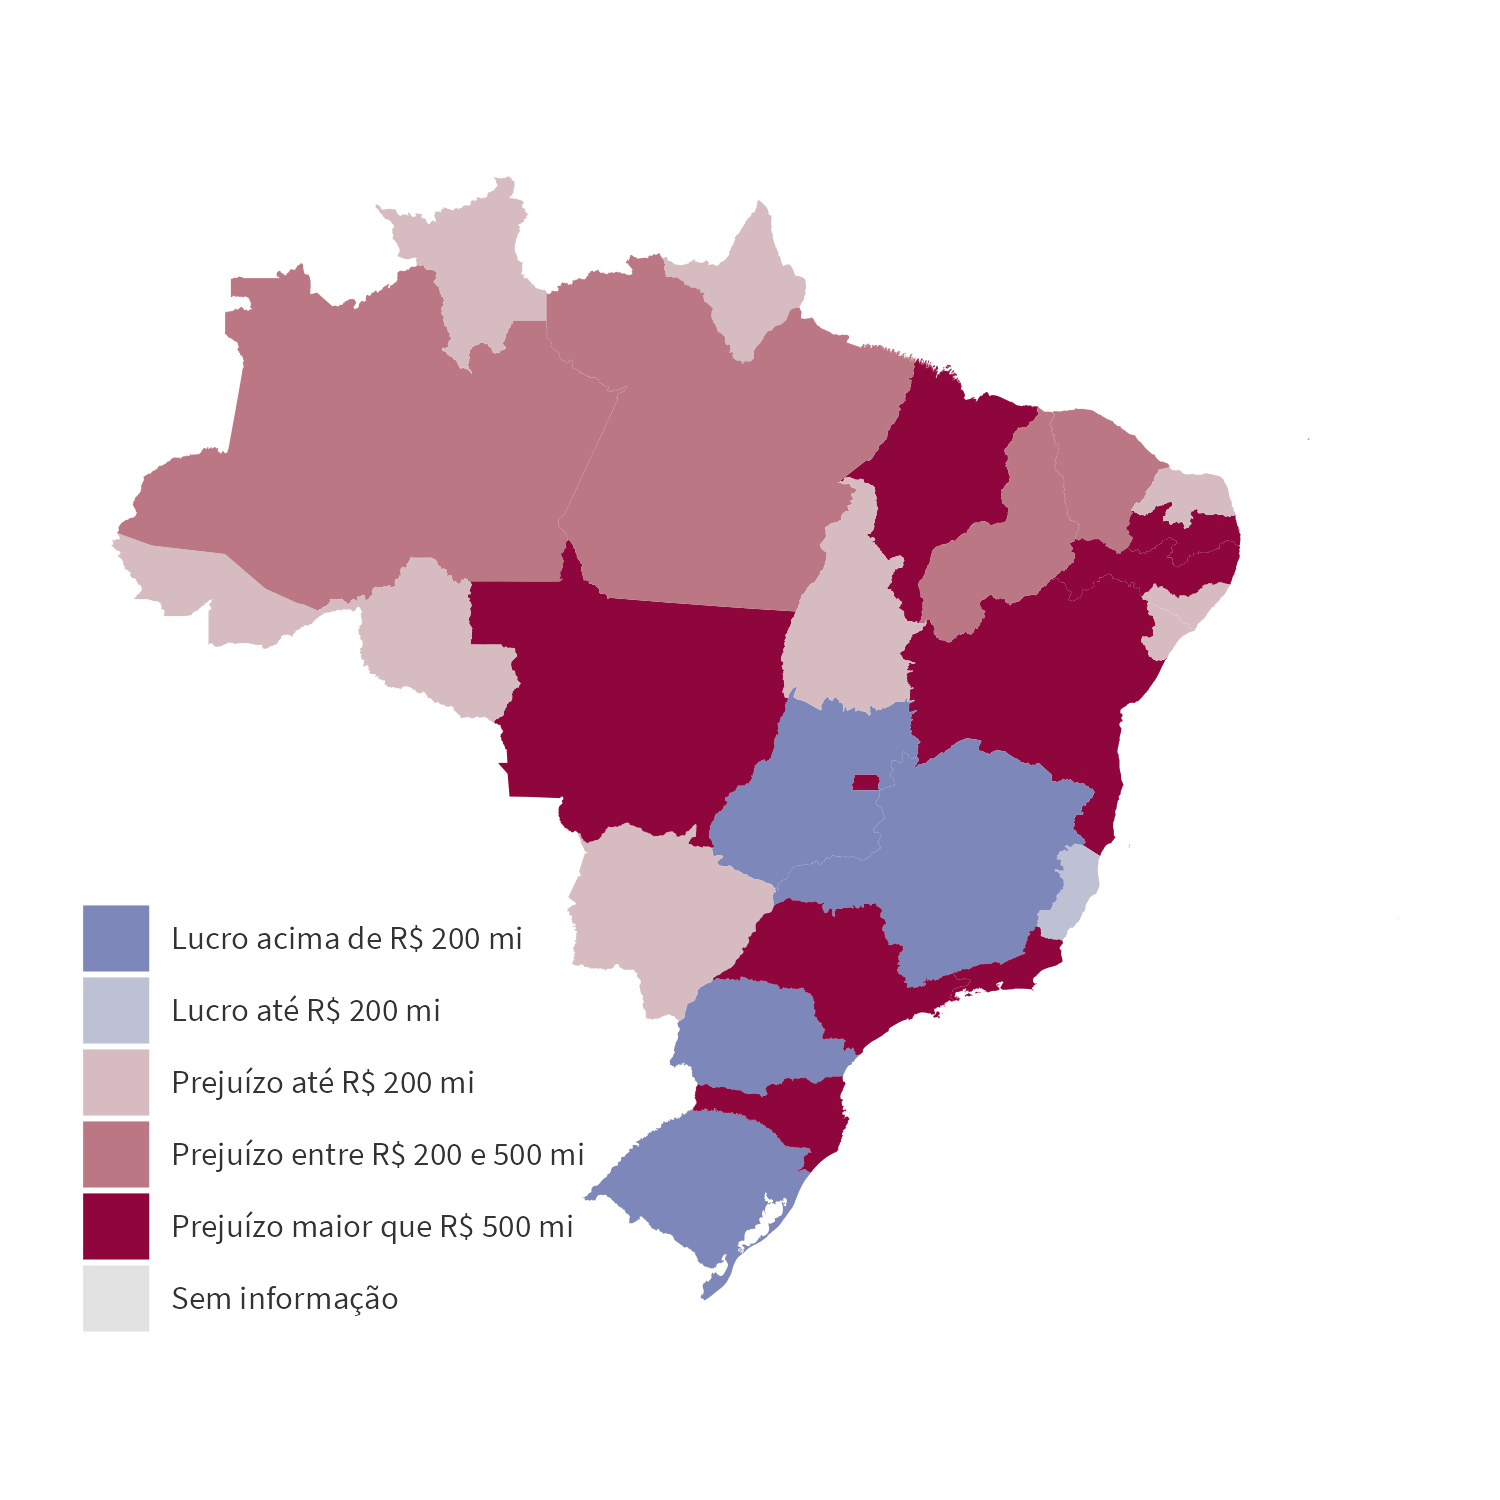 Lucro acima de R$ 200 mi
Lucro até R$ 200 mi
Prejuízo até R$ 200 mi
Prejuízo entre R$ 200 e 500 mi
Prejuízo maior que R$ 500 mi
Sem informação